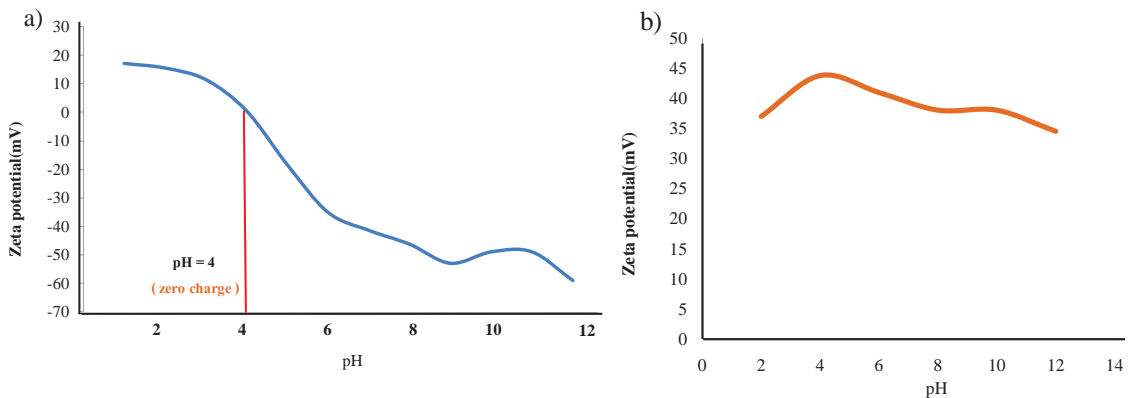 a)
30
20
10
0
-10
-20
-30
-40
-50
-60
-70
Zeta potential(mV)
pH = 4
( zero charge )
2 4 6 8 10 12
pH
b)
50
45
40
35
30
25
20
15
10
5
0
Zeta potential(mV)
0 2 4 6 8 10 12 14
pH